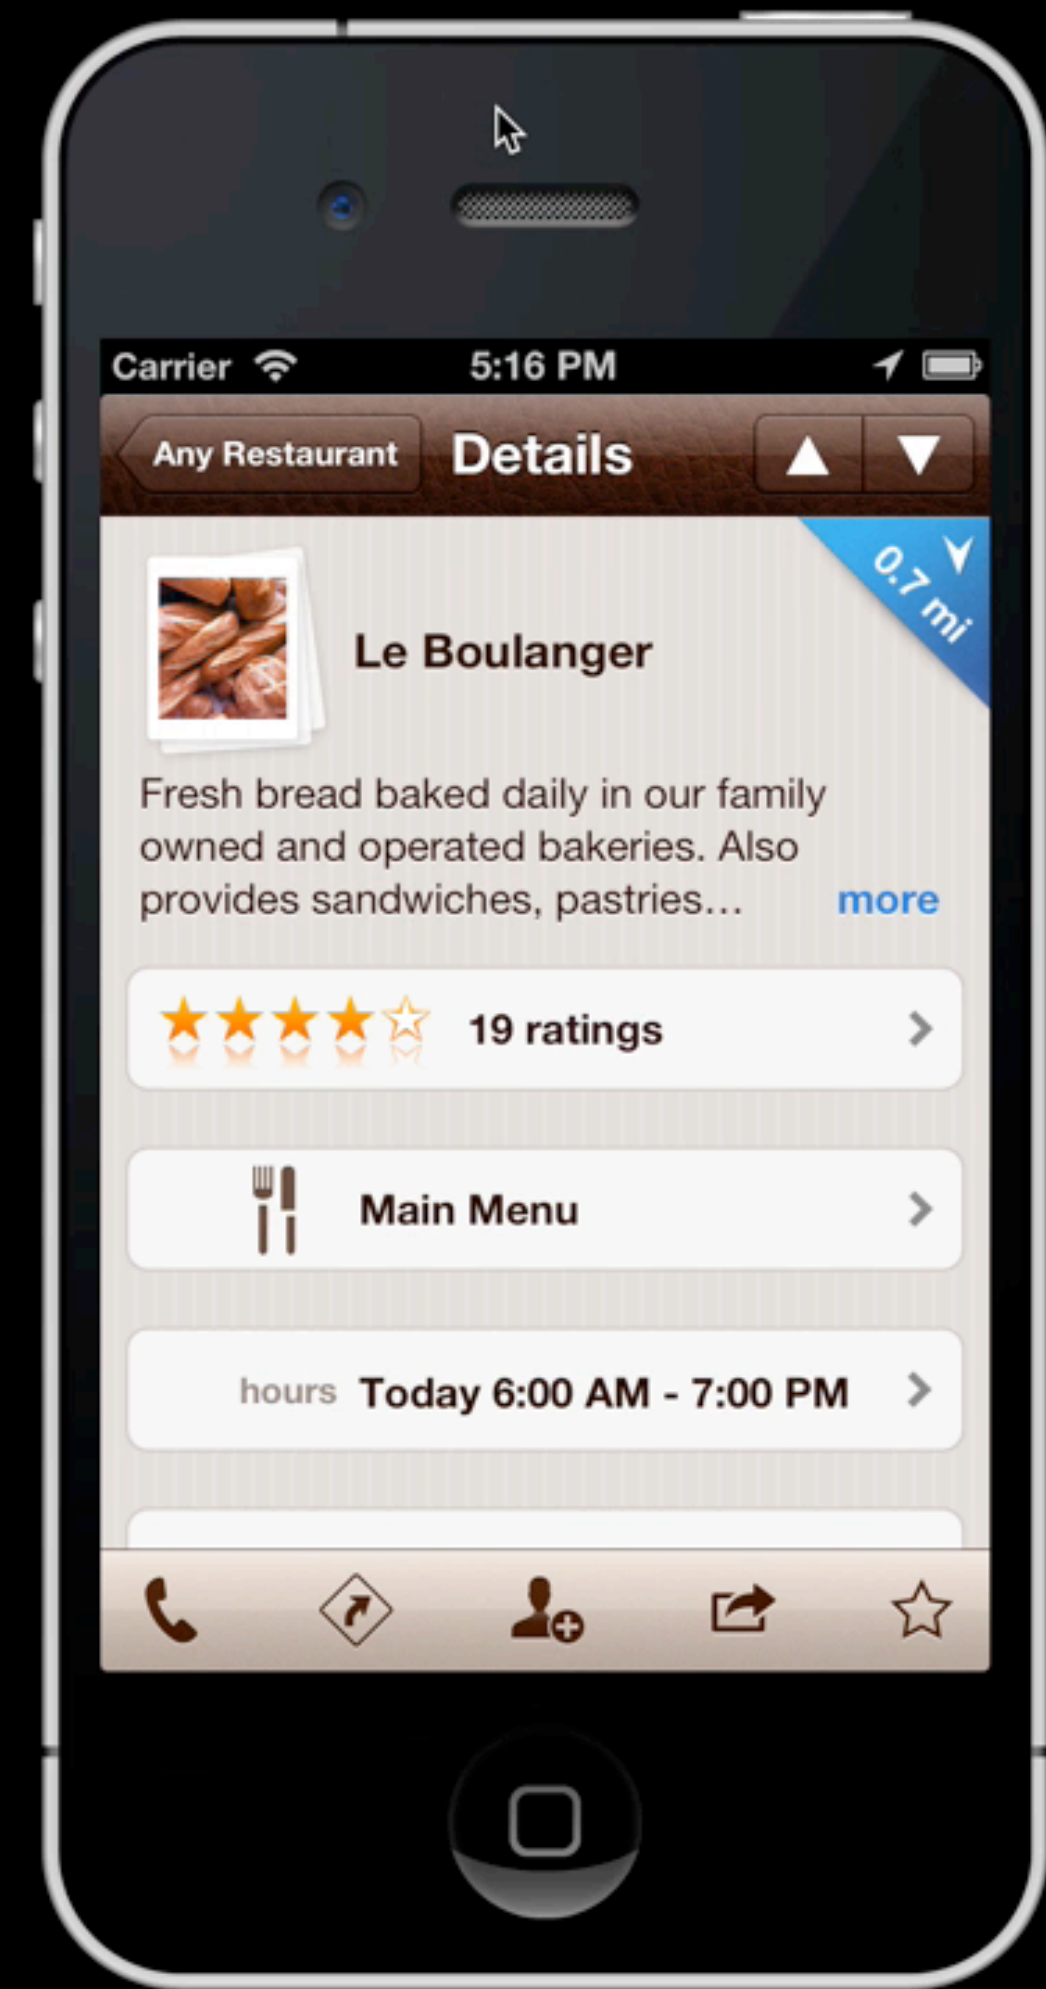 Carrier 5:16 PM
Any Restaurant Details
0.7 mi
Le Boulanger
Fresh bread baked daily in our family
owned and operated bakeries. Also
provides sandwiches, pastries... more
19 ratings
Main Menu
hours Today 6:00 AM - 7:00 PM